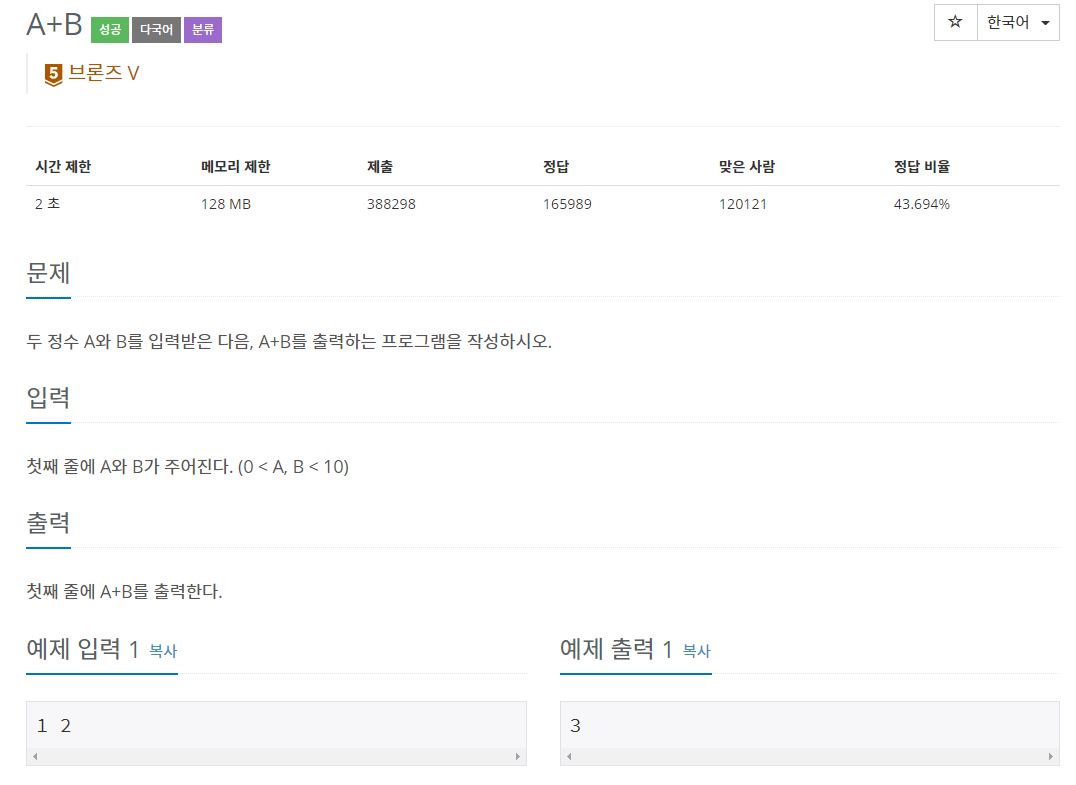 A+B 성공 다국어 분류 ☆ 한국어
5 브론즈 V
시간 제한 메모리 제한 제출 정답 맞은 사람 정답 비율
2 초 128 MB 388298 165989 120121 43.694%
문제
두 정수 A와 B를 입력받은 다음, A+B를 출력하는 프로그램을 작성하시오.
입력
첫째 줄에 A와 B가 주어진다. (0 < A, B < 10)
출력
첫째 줄에 A+B를 출력한다.
예제 입력 1 복사
1 2
예제 출력 1 복사
3